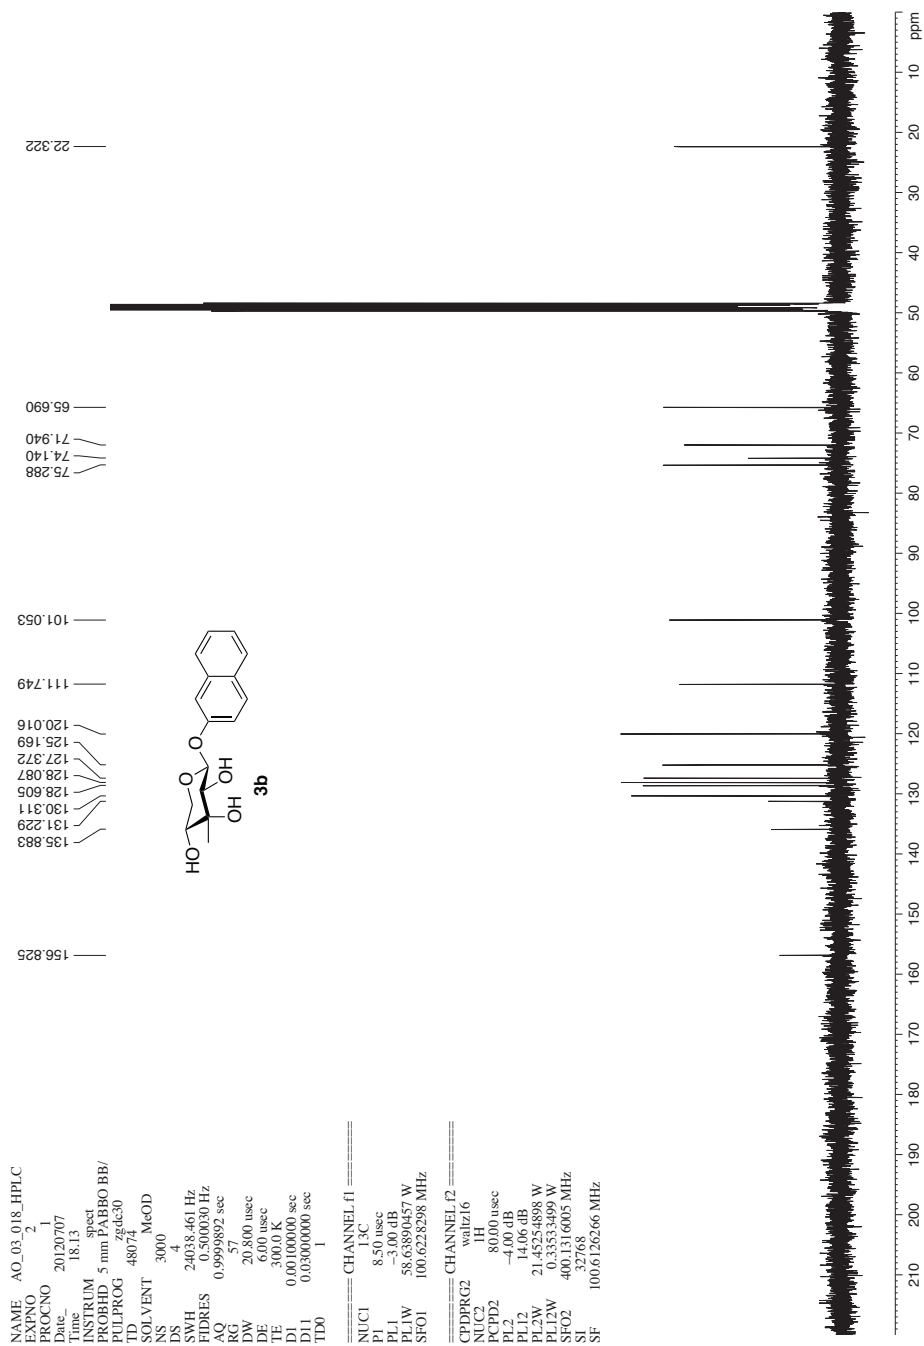 NAME AO_03_018_HPLC
EXPNO 2
PROCNO 1
Date_ 20120707
Time 18.13
INSTRUM spect
PROBHD 5 mm PABBO BB/
PULPROG zgdc30
TD 48074
SOLVENT MeOD
NS 3000
DS 4
SWH 24038.461 Hz
FIDRES 0.500030 Hz
AQ 0.9999892 sec
RG 57
DW 20.800 usec
DE 6.00 usec
TE 300.0 K
D1 0.00100000 sec
D11 0.03000000 sec
TD0 1
======== CHANNEL f1 ========
NUC1 13C
P1 8.50 usec
PL1 -3.00 dB
PL1W 58.63890457 W
SFO1 100.6228298 MHz
======== CHANNEL f2 ========
CPDPRG2 waltz16
NUC2 1H
PCPD2 80.00 usec
PL2 -4.00 dB
PL12 14.06 dB
PL2W 21.45254898 W
PL12W 0.33533499 W
SFO2 400.1316005 MHz
SI 32768
SF 100.6126266 MHz
156.825
135.883
131.229
130.311
128.605
128.087
127.372
125.169
120.016
111.749
101.053
75.288
74.140
71.940
65.690
22.322
HO
O
O
OH
OH
3b
210
200
190
180
170
160
150
140
130
120
110
100
90
80
70
60
50
40
30
20
10
ppm